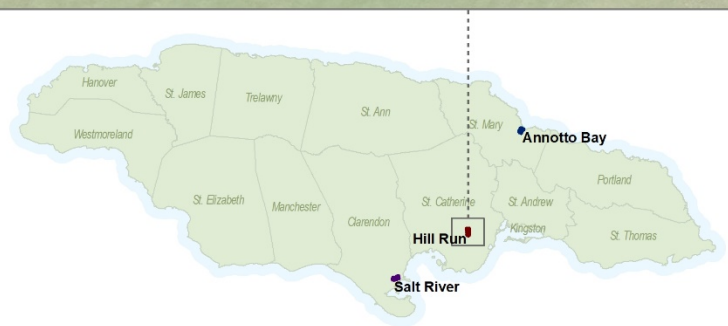 Hanover
St. James
Trelawny
St. Ann
St. Mary
Annotto Bay
Westmoreland
Portland
St. Elizabeth
Manchester
Clarendon
St. Catherine
St. Andrew
Kingston
St. Thomas
Hill Run
Salt River